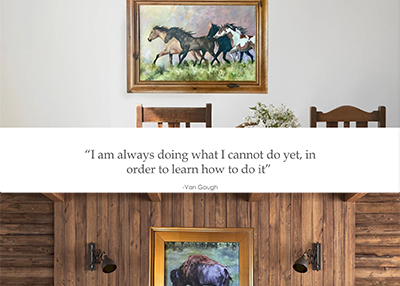 “I am always doing what I cannot do yet, in
order to learn how to do it”
-Van Gough